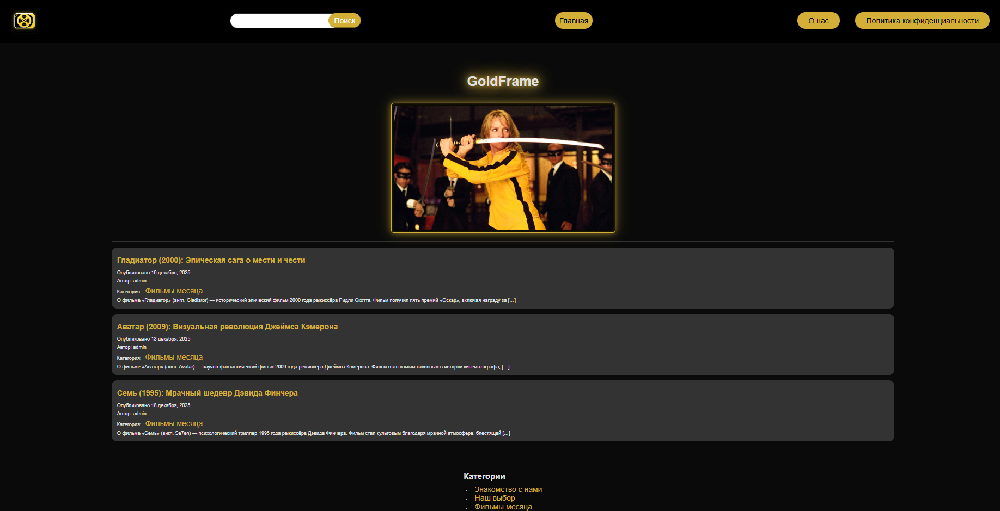 Поиск
Главная
О нас
Политика конфиденциальности
GoldFrame
Гладиатор (2000): Эпическая сага о мести и чести
Опубликовано 19 декабря, 2025
Автор: admin
Категория: Фильмы месяца
О фильме «Гладиатор» (англ. Gladiator) — исторический эпический фильм 2000 года режиссёра Ридли Скотта. Фильм получил пять премий «Оскар», включая награду за […]
Аватар (2009): Визуальная революция Джеймса Кэмерона
Опубликовано 18 декабря, 2025
Автор: admin
Категория: Фильмы месяца
О фильме «Аватар» (англ. Avatar) — научно-фантастический фильм 2009 года режиссёра Джеймса Кэмерона. Фильм стал самым кассовым в истории кинематографа, […]
Семь (1995): Мрачный шедевр Дэвида Финчера
Опубликовано 18 декабря, 2025
Автор: admin
Категория: Фильмы месяца
О фильме «Семь» (англ. Se7en) — психологический триллер 1995 года режиссёра Дэвида Финчера. Фильм стал культовым благодаря мрачной атмосфере, блестящей […]
Категории
Знакомство с нами
Наш выбор
Фильмы месяца